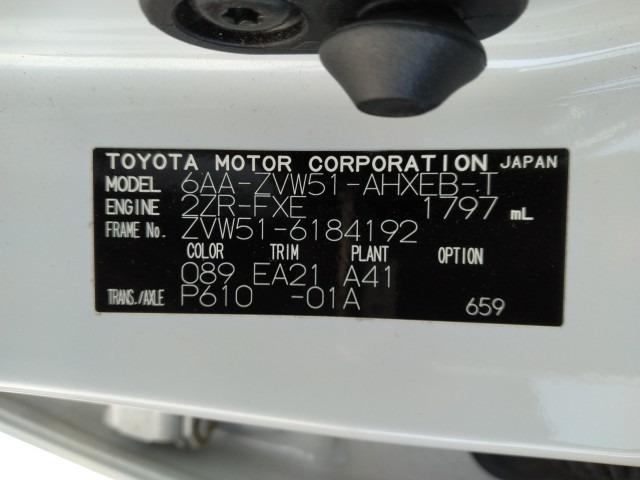 TOYOTA MOTOR CORPORATION JAPAN
MODEL 6AA-ZVW51-AHXEB-T
ENGINE 2ZR-FXE 1797 mL
FRAME No. ZVW51-6184192
COLOR TRIM PLANT OPTION
089 EA21 A41
TRANS./AXLE P610 -01A 659